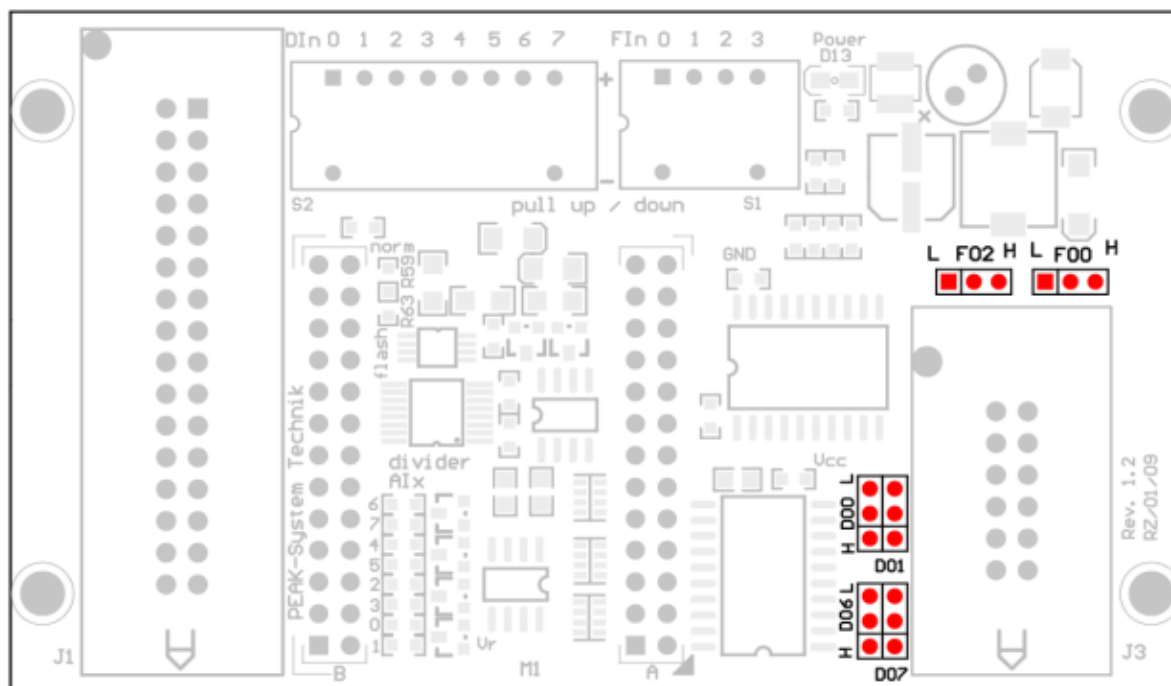 DIn 0 1 2 3 4 5 6 7
FIn 0 1 2 3
Power
D13
+
x
-
S2
pull up / down
S1
norm
R59
R63
flash
GND
L FO2 H
L FO0 H
PEAK-System Technik
divider
AIx
6
7
4
5
2
3
0
1
Vr
Vcc
L
DO0
H
DO1
L
DO6
H
DO7
Rev. 1.2
RZ/01/09
J1
B
M1
A
J3